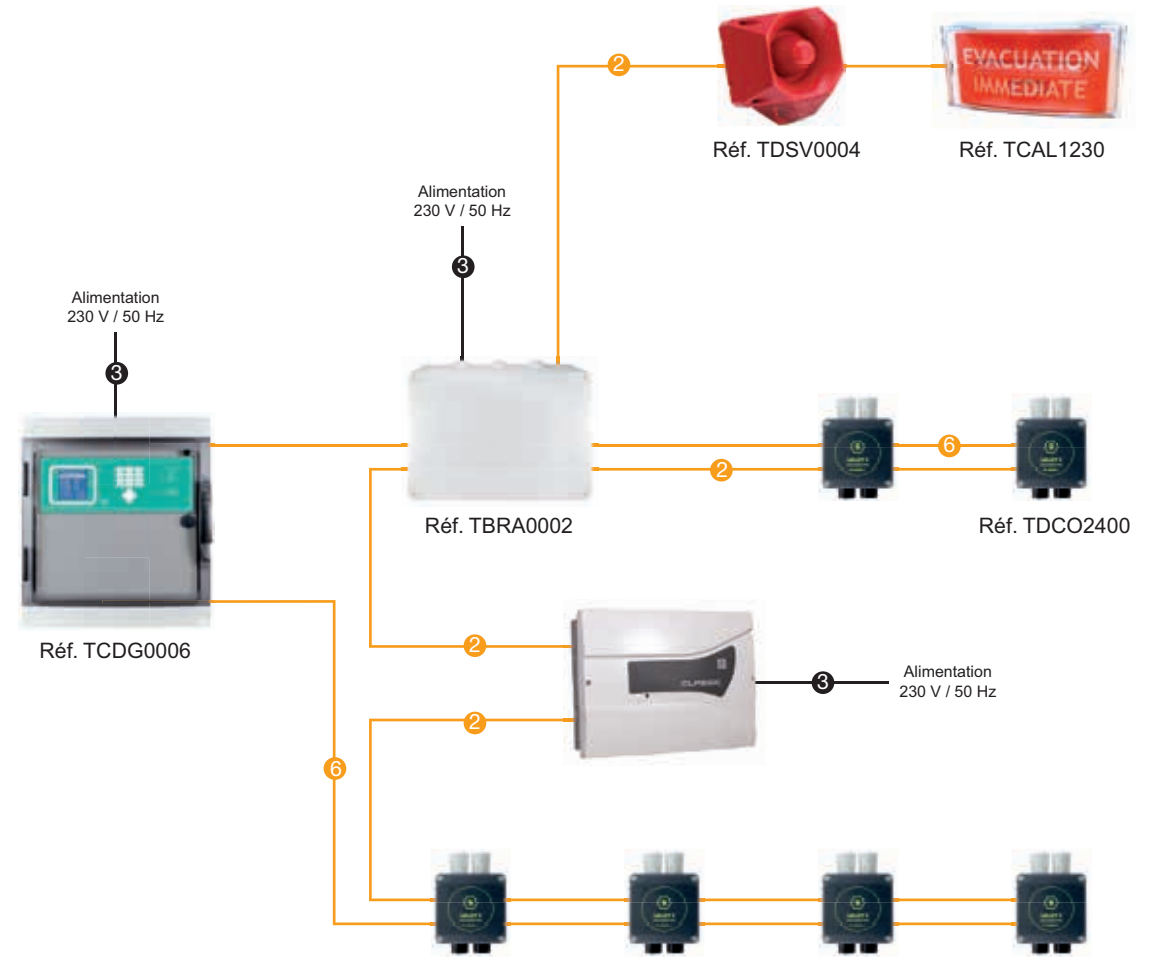 2
EVACUATION
IMMEDIATE
Réf. TDSV0004
Réf. TCAL1230
Alimentation
230 V / 50 Hz
3
Alimentation
230 V / 50 Hz
3
6
2
Réf. TBRA0002
Réf. TDCO2400
Réf. TCDG0006
2
3
Alimentation
230 V / 50 Hz
2
6